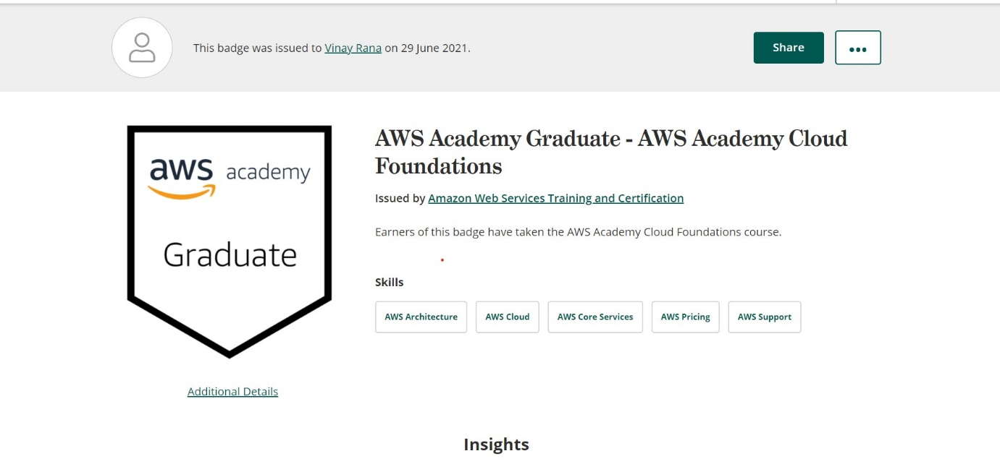 This badge was issued to Vinay Rana on 29 June 2021.
Share
aws academy
Graduate
Additional Details
AWS Academy Graduate - AWS Academy Cloud
Foundations
Issued by Amazon Web Services Training and Certification
Earners of this badge have taken the AWS Academy Cloud Foundations course.
Skills
AWS Architecture AWS Cloud AWS Core Services AWS Pricing AWS Support
Insights